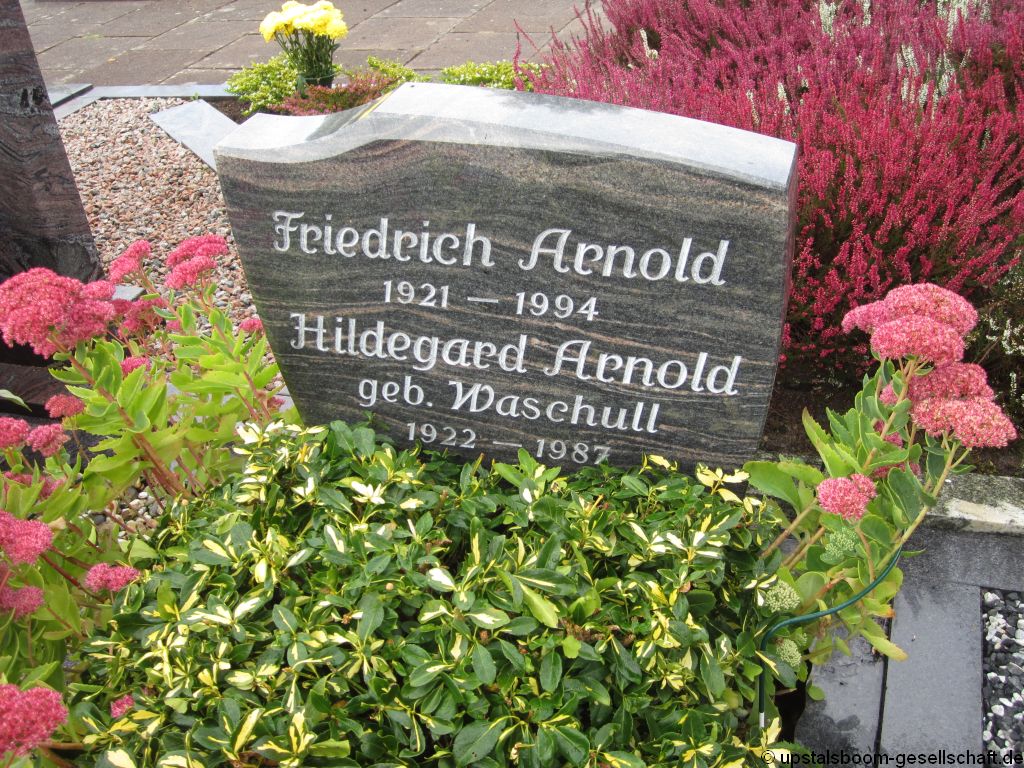 Friedrich Arnold
1921 — 1994
Hildegard Arnold
geb. Waschull
1922 — 1987
© upstalsboom-gesellschaft.de